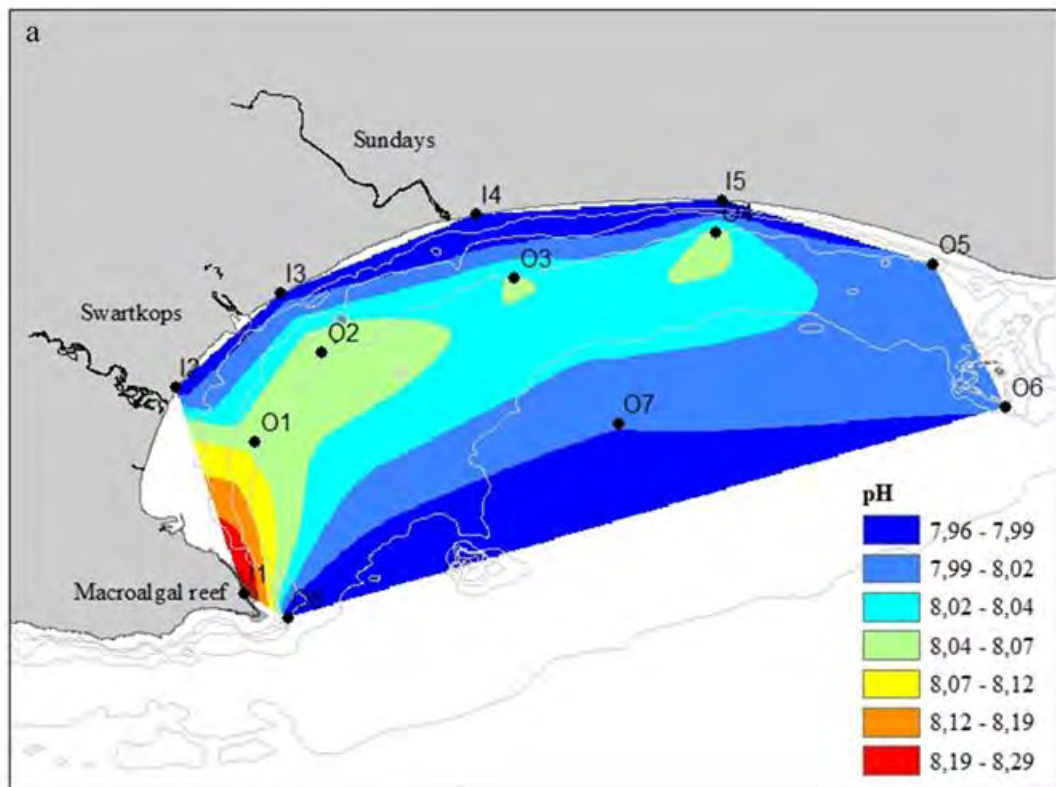 a
Sundays
I4
I5
O4
O5
I3
O3
Swartkops
O2
I2
O6
O7
O1
pH
7,96 - 7,99
I1
Macroalgal reef
7,99 - 8,02
8,02 - 8,04
8,04 - 8,07
8,07 - 8,12
8,12 - 8,19
8,19 - 8,29